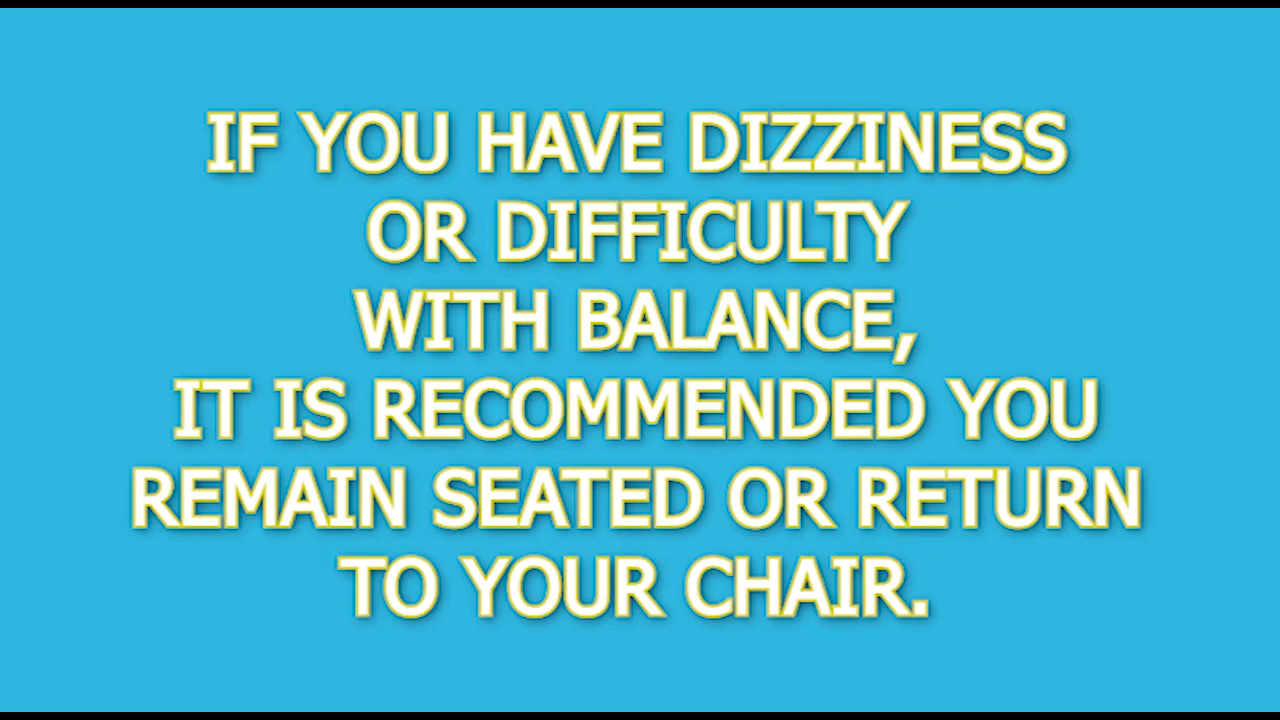 IF YOU HAVE DIZZINESS
OR DIFFICULTY
WITH BALANCE,
IT IS RECOMMENDED YOU
REMAIN SEATED OR RETURN
TO YOUR CHAIR.